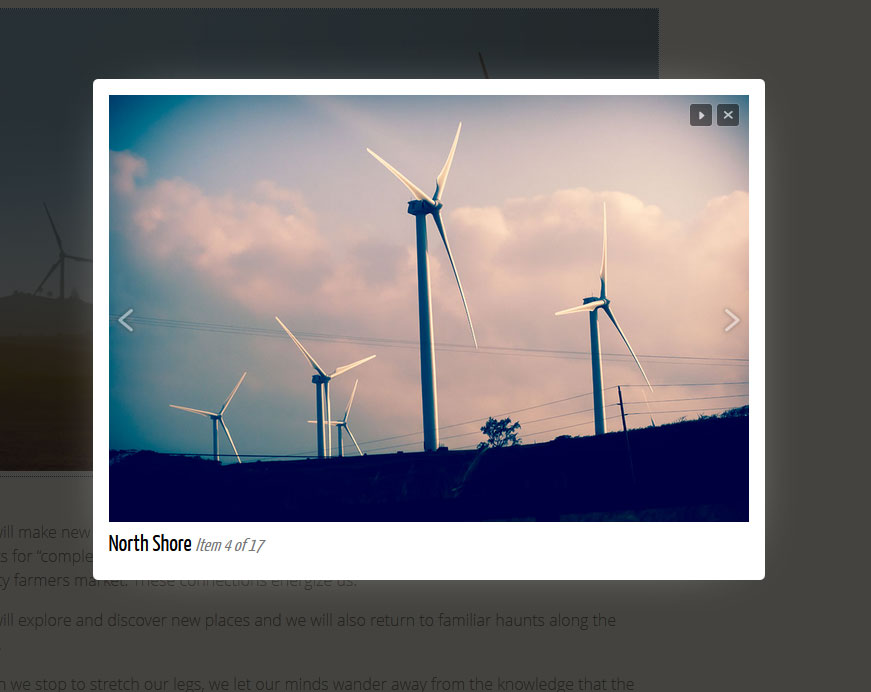 North Shore Item 4 of 17
will make new
s for "comple
ty farmers market. These connections energize us.
will explore and discover new places and we will also return to familiar haunts along the
n we stop to stretch our legs, we let our minds wander away from the knowledge that the